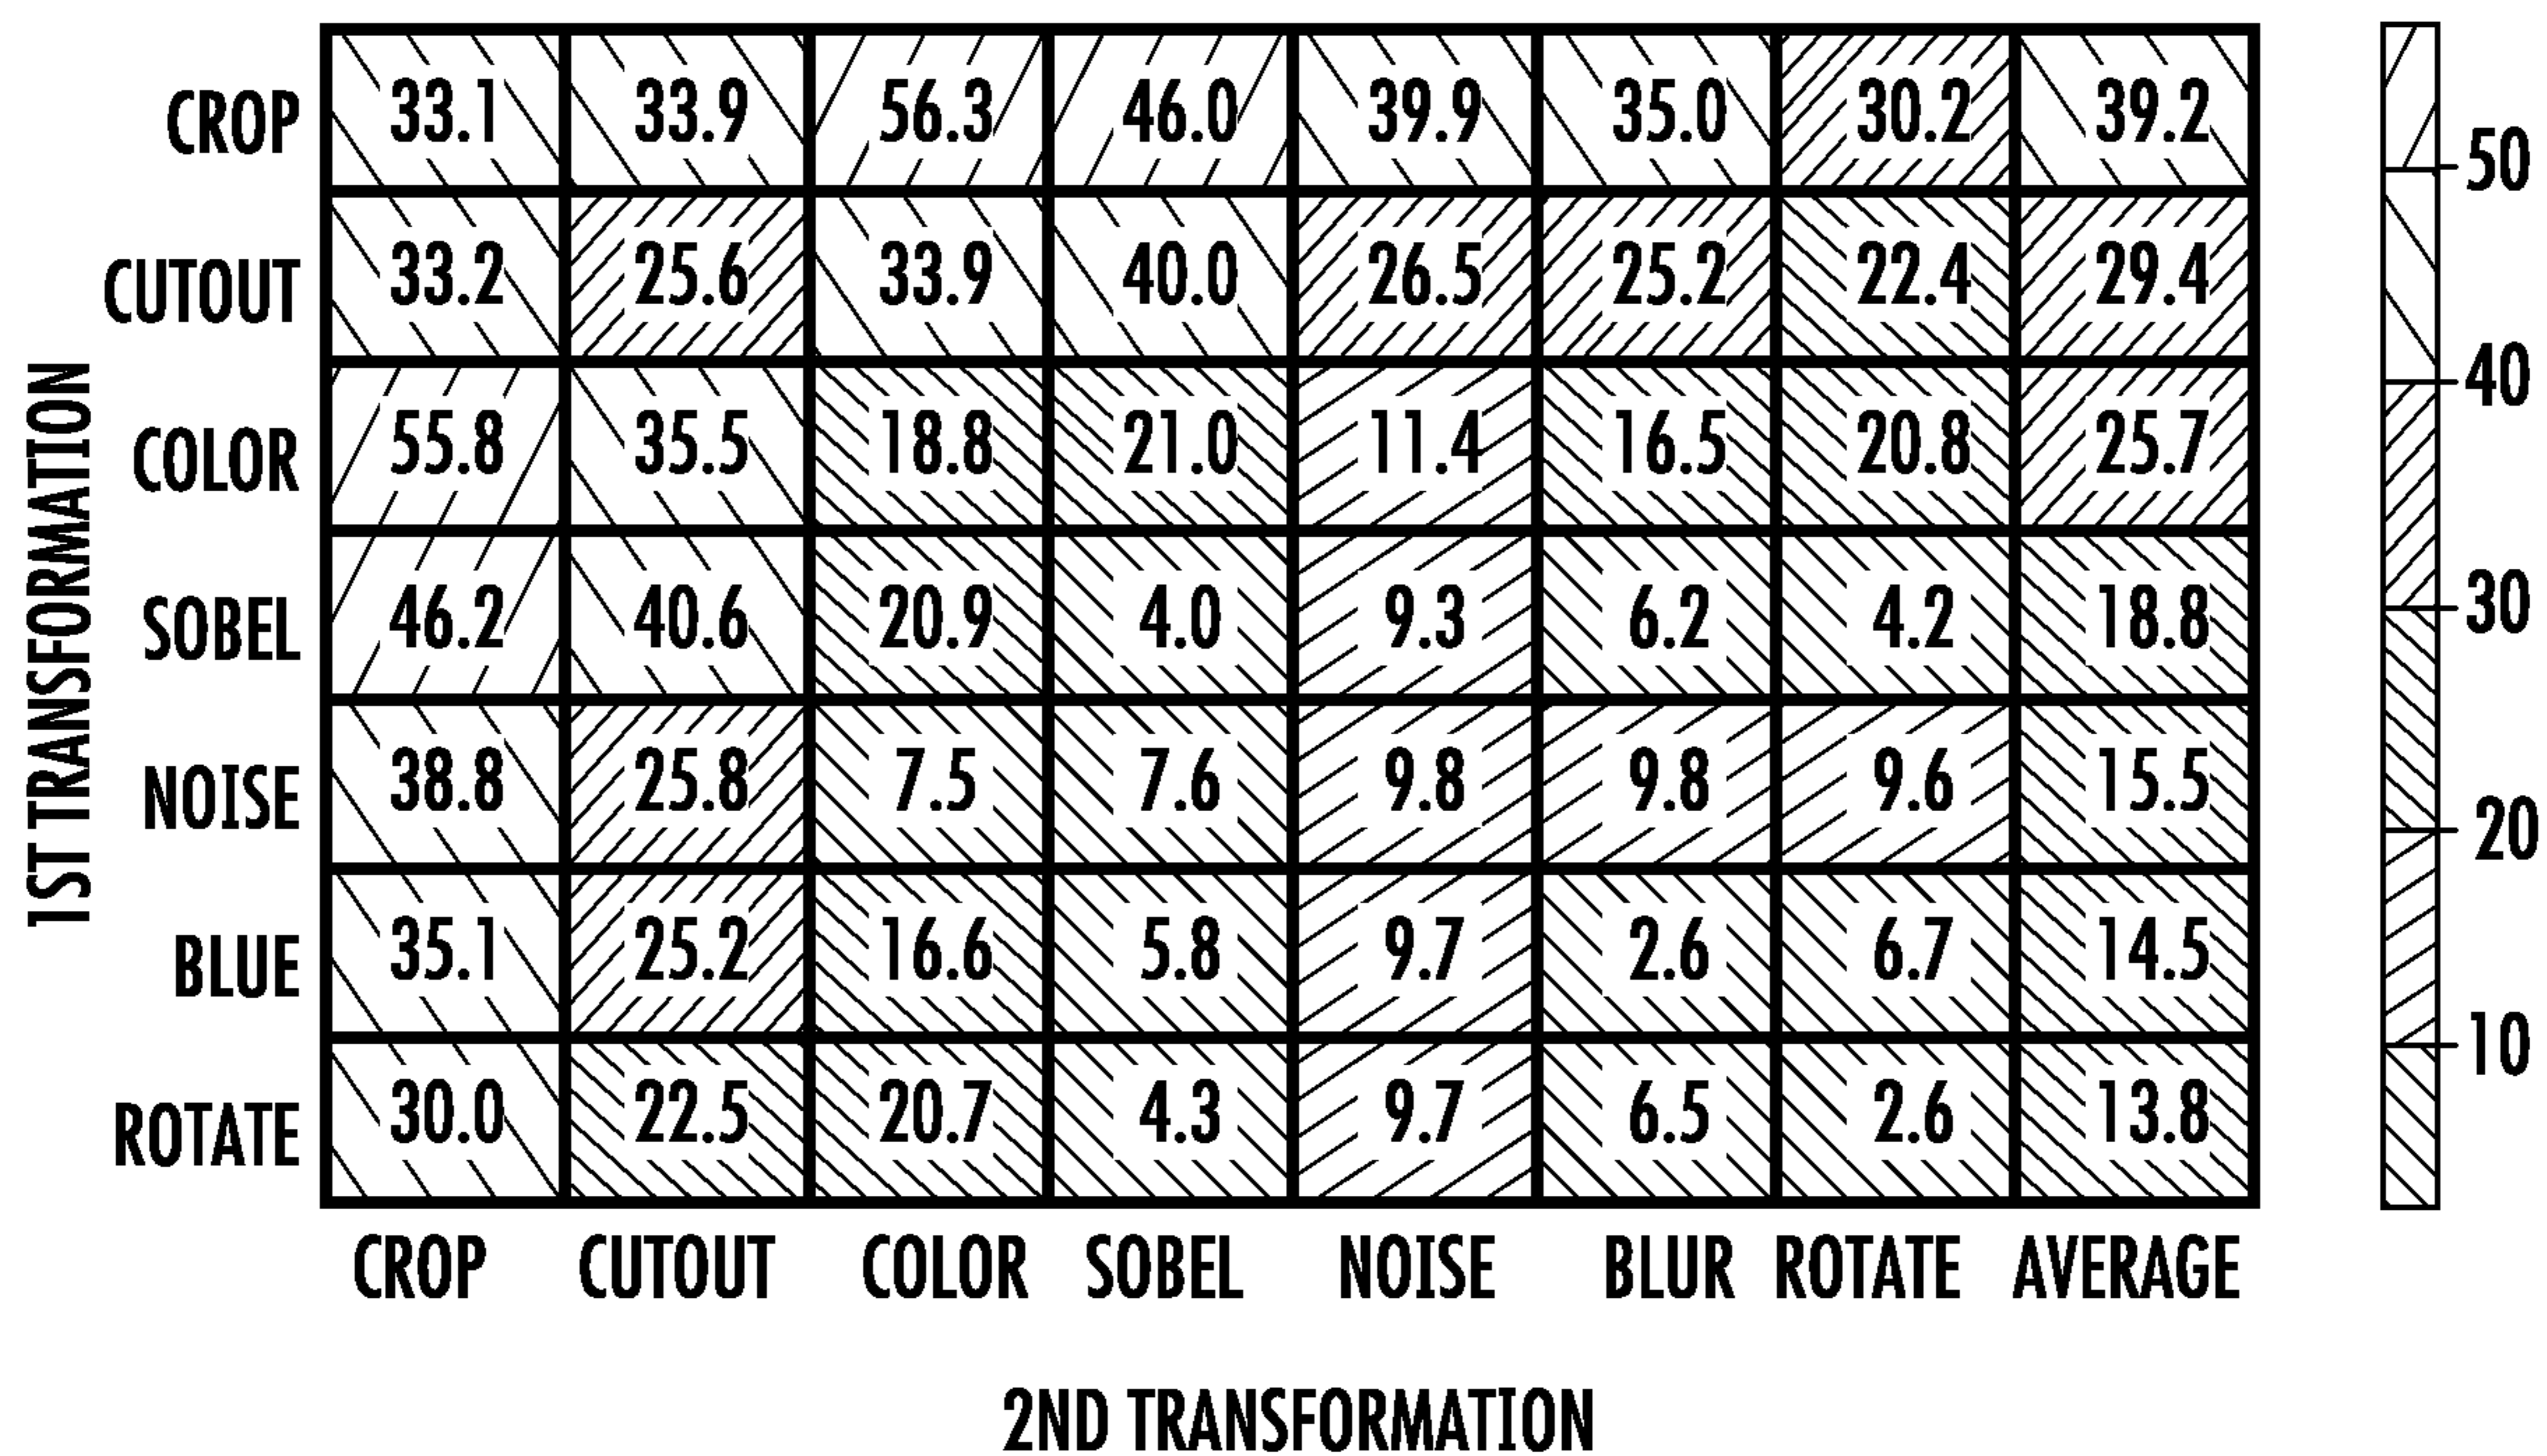 CROP 33.1 33.9 56.3 46.0 39.9 35.0 30.2 39.2
50
CUTOUT 33.2 25.6 33.9 40.0 26.5 25.2 22.4 29.4
40
COLOR 55.8 35.5 18.8 21.0 11.4 16.5 20.8 25.7
SOBEL 46.2 40.6 20.9 4.0 9.3 6.2 4.2 18.8
30
NOISE 38.8 25.8 7.5 7.6 9.8 9.8 9.6 15.5
20
BLUE 35.1 25.2 16.6 5.8 9.7 2.6 6.7 14.5
10
ROTATE 30.0 22.5 20.7 4.3 9.7 6.5 2.6 13.8
1ST TRANSFORMATION
CROP CUTOUT COLOR SOBEL NOISE BLUR ROTATE AVERAGE
2ND TRANSFORMATION